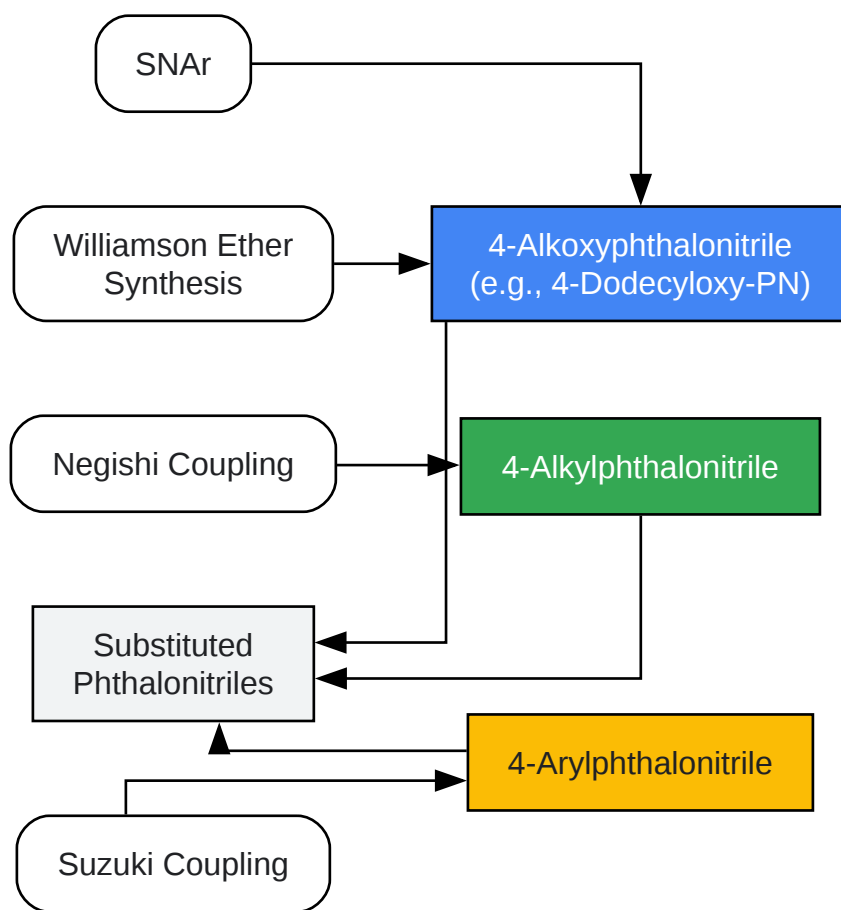 SNAr
Williamson Ether
Synthesis
4-Alkoxyphthalonitrile
(e.g., 4-Dodecyloxy-PN)
Negishi Coupling
4-Alkylphthalonitrile
Substituted
Phthalonitriles
4-Arylphthalonitrile
Suzuki Coupling